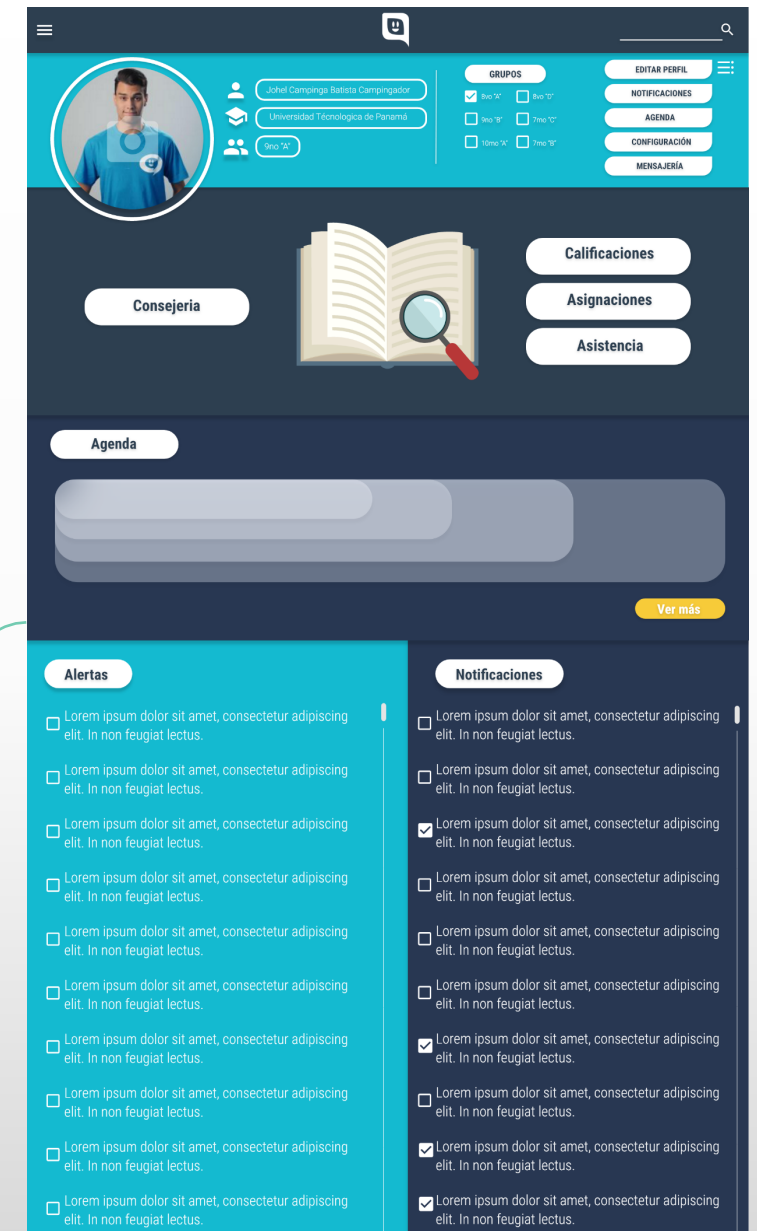 Johel Campinga Batista Campingador
Universidad Técnologica de Panamá
9no "A"
GRUPOS
8vo "A"
8vo "D"
9no "B"
7mo "C"
10mo "A"
7mo "B"
EDITAR PERFIL
NOTIFICACIONES
AGENDA
CONFIGURACIÓN
MENSAJERÍA
Consejeria
Calificaciones
Asignaciones
Asistencia
Agenda
Ver más
Alertas
Lorem ipsum dolor sit amet, consectetur adipiscing
elit. In non feugiat lectus.
Lorem ipsum dolor sit amet, consectetur adipiscing
elit. In non feugiat lectus.
Lorem ipsum dolor sit amet, consectetur adipiscing
elit. In non feugiat lectus.
Lorem ipsum dolor sit amet, consectetur adipiscing
elit. In non feugiat lectus.
Lorem ipsum dolor sit amet, consectetur adipiscing
elit. In non feugiat lectus.
Lorem ipsum dolor sit amet, consectetur adipiscing
elit. In non feugiat lectus.
Lorem ipsum dolor sit amet, consectetur adipiscing
elit. In non feugiat lectus.
Lorem ipsum dolor sit amet, consectetur adipiscing
elit. In non feugiat lectus.
Lorem ipsum dolor sit amet, consectetur adipiscing
elit. In non feugiat lectus.
Lorem ipsum dolor sit amet, consectetur adipiscing
elit. In non feugiat lectus.
Notificaciones
Lorem ipsum dolor sit amet, consectetur adipiscing
elit. In non feugiat lectus.
Lorem ipsum dolor sit amet, consectetur adipiscing
elit. In non feugiat lectus.
Lorem ipsum dolor sit amet, consectetur adipiscing
elit. In non feugiat lectus.
Lorem ipsum dolor sit amet, consectetur adipiscing
elit. In non feugiat lectus.
Lorem ipsum dolor sit amet, consectetur adipiscing
elit. In non feugiat lectus.
Lorem ipsum dolor sit amet, consectetur adipiscing
elit. In non feugiat lectus.
Lorem ipsum dolor sit amet, consectetur adipiscing
elit. In non feugiat lectus.
Lorem ipsum dolor sit amet, consectetur adipiscing
elit. In non feugiat lectus.
Lorem ipsum dolor sit amet, consectetur adipiscing
elit. In non feugiat lectus.
Lorem ipsum dolor sit amet, consectetur adipiscing
elit. In non feugiat lectus.